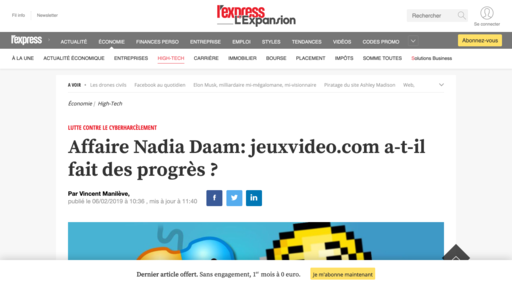 Fil info
Newsletter
l'express
L'Expansion
Rechercher
Se connecter
l'express
ACTUALITÉ
ÉCONOMIE
FINANCES PERSO
ENTREPRISE
EMPLOI
STYLES
TENDANCES
VIDÉOS
CODES PROMO
Abonnez-vous
À LA UNE
ACTUALITÉ ÉCONOMIQUE
ENTREPRISES
HIGH-TECH
CARRIÈRE
IMMOBILIER
BOURSE
PLACEMENT
IMPÔTS
SOMME TOUTES
Solutions Business
A VOIR
Les drones civils
Facebook au quotidien
Elon Musk, milliardaire mi-mégalomane, mi-visionnaire
Piratage du site Ashley Madison
Web,
Économie | High-Tech
LUTTE CONTRE LE CYBERHARCÈLEMENT
Affaire Nadia Daam: jeuxvideo.com a-t-il
fait des progrès ?
Par Vincent Manilève,
publié le 06/02/2019 à 10:36 , mis à jour à 11:40
Dernier article offert. Sans engagement, 1er mois à 0 euro.
Je m'abonne maintenant